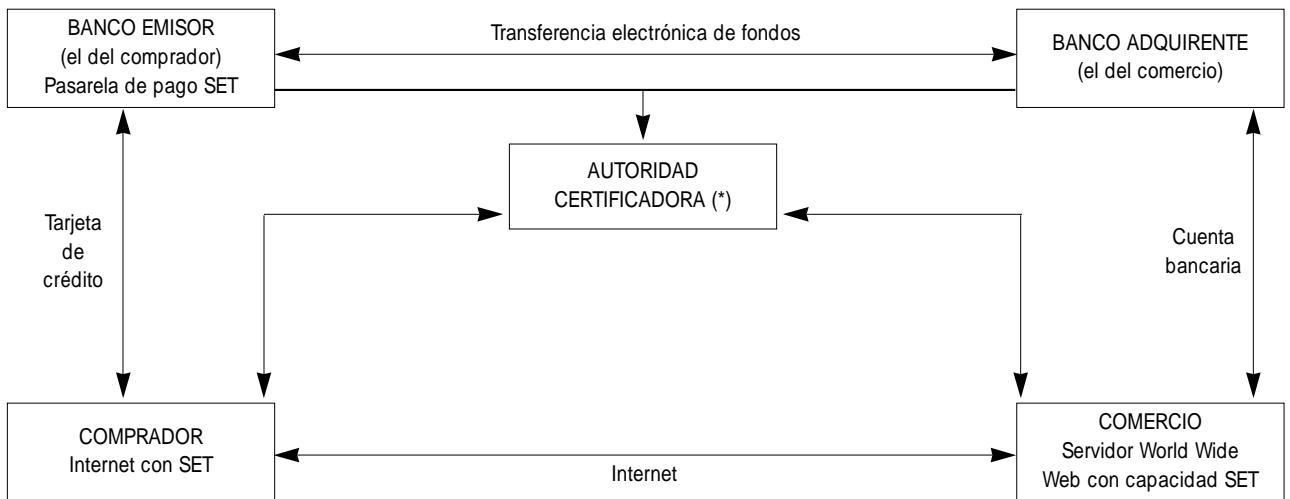 BANCO EMISOR
(el del comprador)
Pasarela de pago SET
Transferencia electrónica de fondos
BANCO ADQUIRENTE
(el del comercio)
AUTORIDAD
CERTIFICADORA (*)
Tarjeta
de
crédito
Cuenta
bancaria
COMPRADOR
Internet con SET
Internet
COMERCIO
Servidor World Wide
Web con capacidad SET